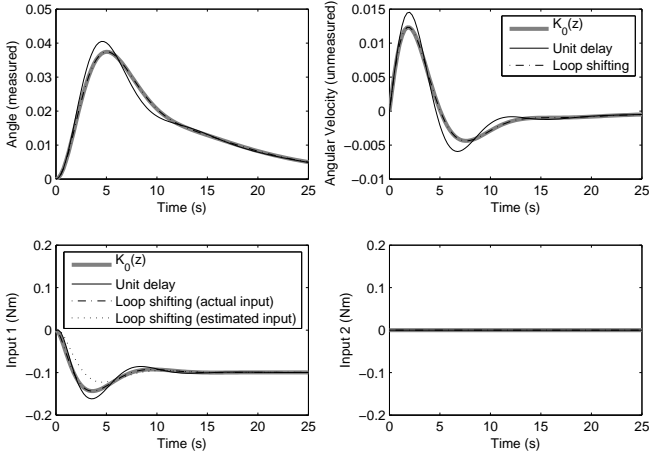 0.05
0.04
0.03
0.02
0.01
0
Angle (measured)
0 5 10 15 20 25
Time (s)
0.015
0.01
0.005
0
−0.005
−0.01
Angular Velocity (unmeasured)
K0(z)
Unit delay
Loop shifting
0 5 10 15 20 25
Time (s)
0.2
0.1
0
−0.1
−0.2
Input 1 (Nm)
K0(z)
Unit delay
Loop shifting (actual input)
Loop shifting (estimated input)
0 5 10 15 20 25
Time (s)
0.2
0.1
0
−0.1
−0.2
Input 2 (Nm)
0 5 10 15 20 25
Time (s)